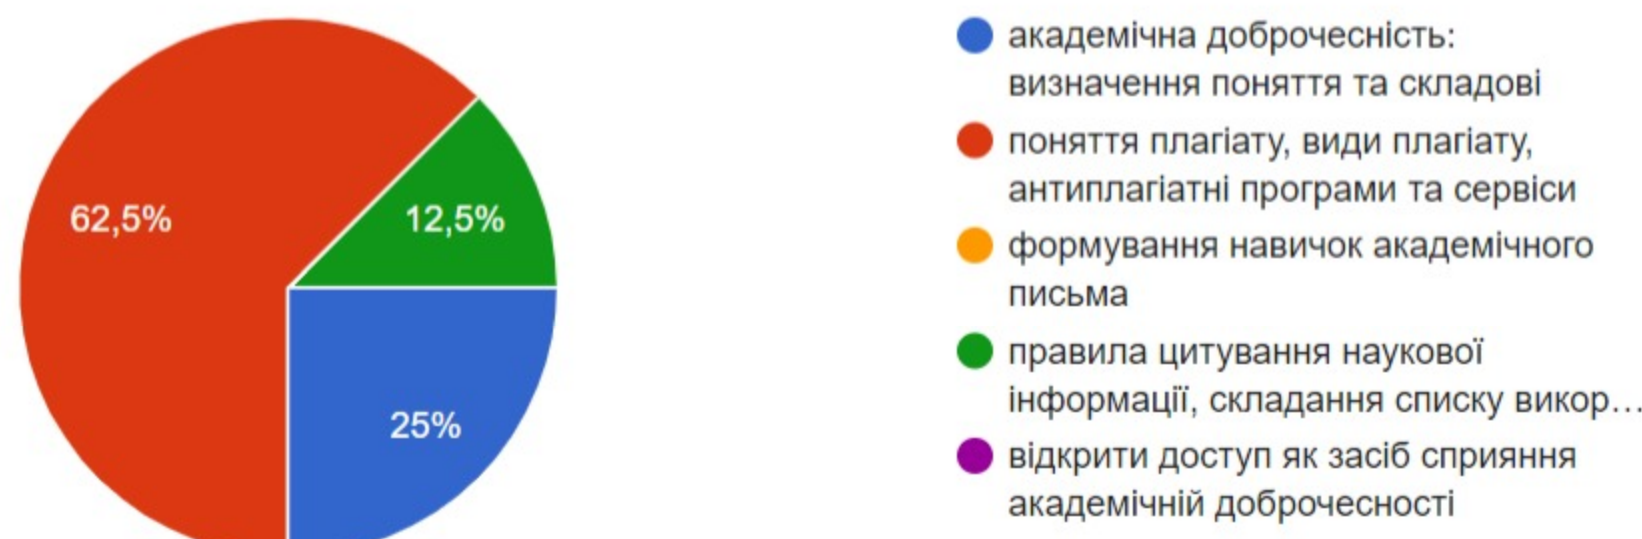 62,5%
12,5%
25%
академічна доброчесність:
визначення поняття та складові
поняття плагіату, види плагіату,
антиплагіатні програми та сервіси
формування навичок академічного
письма
правила цитування наукової
інформації, складання списку викор…
відкрити доступ як засіб сприяння
академічній доброчесності